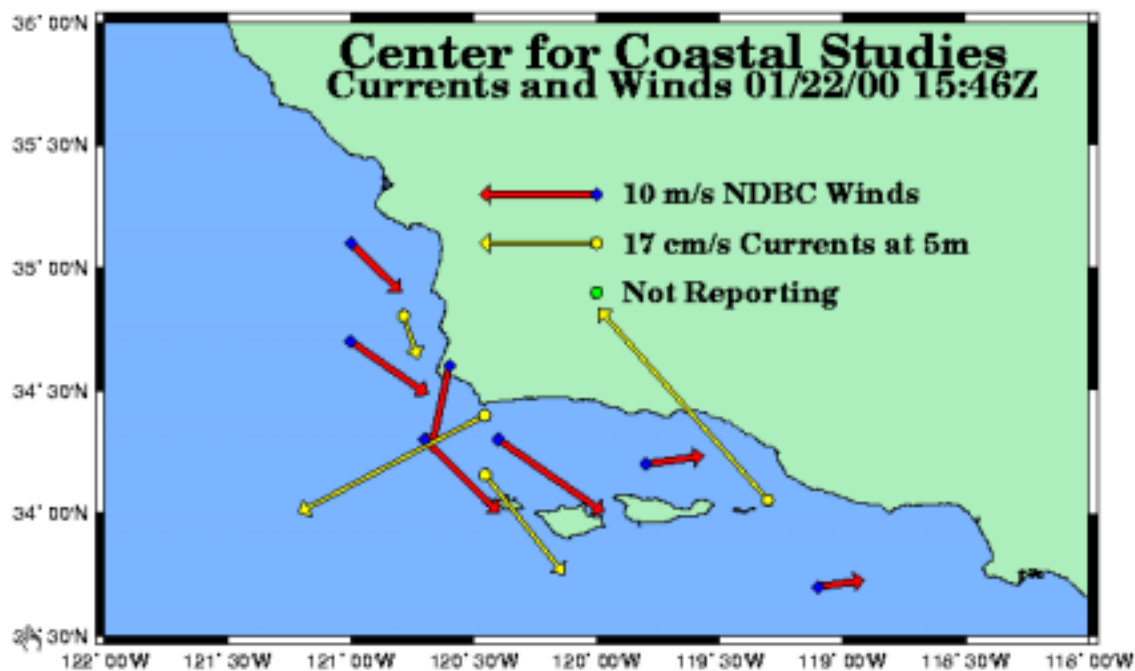 36° 00'N
Center for Coastal Studies
Currents and Winds 01/22/00 15:46Z
35° 30'N
10 m/s NDBC Winds
17 cm/s Currents at 5m
35° 00'N
Not Reporting
34° 30'N
34° 00'N
30'N
122° 00'W 121° 30'W 121° 00'W 120° 30'W 120° 00'W 119° 30'W 119° 00'W 118° 30'W 118° 00'W